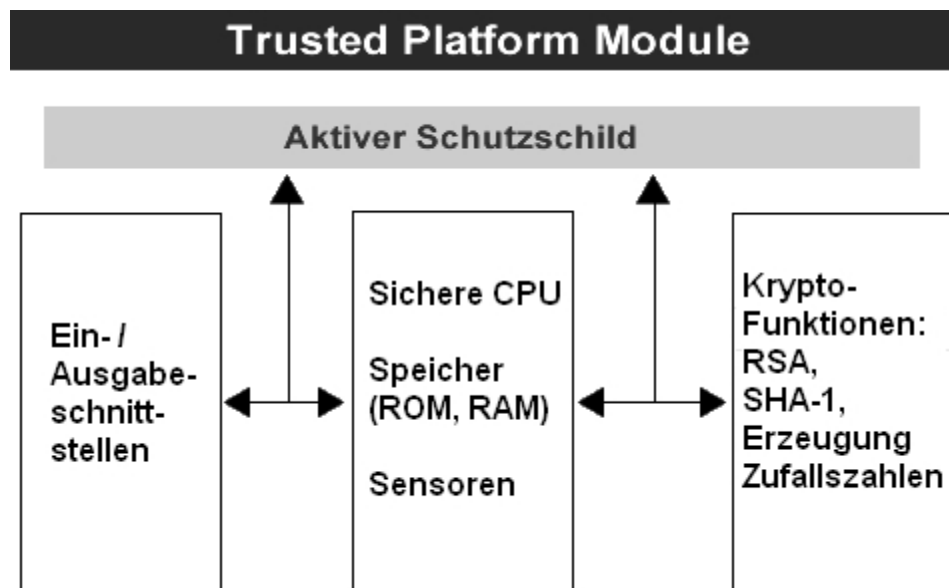 Trusted Platform Module
Aktiver Schutzschild
Ein- /
Ausgabe-
schnitt-
stellen
Sichere CPU
Speicher
(ROM, RAM)
Sensoren
Krypto-
Funktionen:
RSA,
SHA-1,
Erzeugung
Zufallszahlen